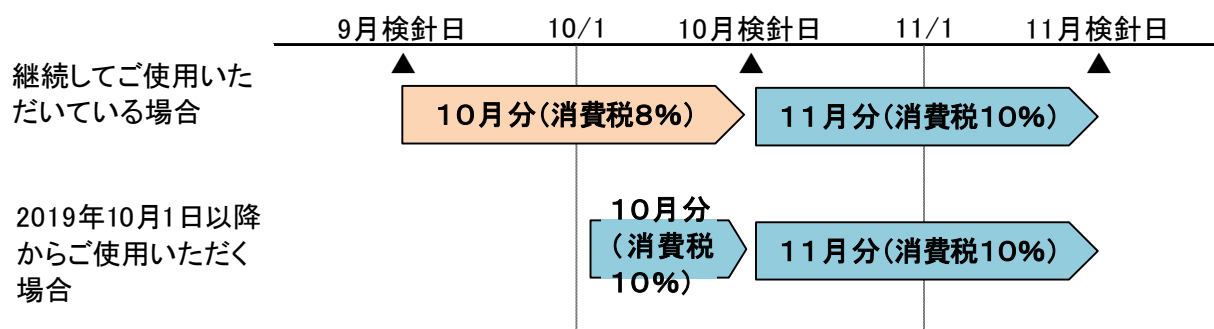 9月検針日 10/1 10月検針日 11/1 11月検針日
継続してご使用いた
だいている場合
10月分(消費税8%) 11月分(消費税10%)
2019年10月1日以降
からご使用いただく
場合
10月分
(消費税
10%)
11月分(消費税10%)